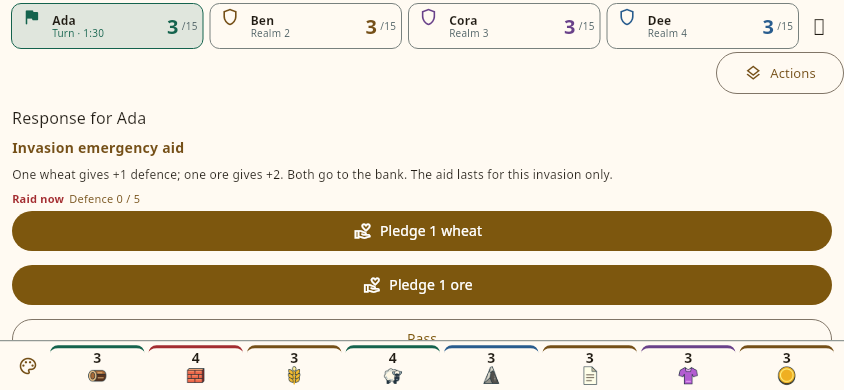 Ada
Turn · 1:30
3 /15
Ben
Realm 2
3 /15
Cora
Realm 3
3 /15
Dee
Realm 4
3 /15
Actions
Response for Ada
Invasion emergency aid
One wheat gives +1 defence; one ore gives +2. Both go to the bank. The aid lasts for this invasion only.
Raid now Defence 0 / 5
Pledge 1 wheat
Pledge 1 ore
Pass
3 4 3 4 3 3 3 3